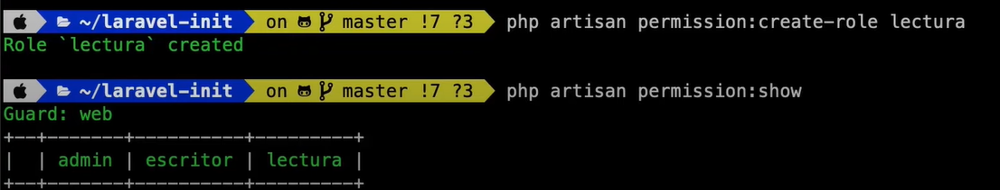 ~/laravel-init on master !7 ?3 php artisan permission:create-role lectura
Role `lectura` created
~/laravel-init on master !7 ?3 php artisan permission:show
Guard: web
+--+-------+----------+---------+
|  | admin | escritor | lectura |
+--+-------+----------+---------+